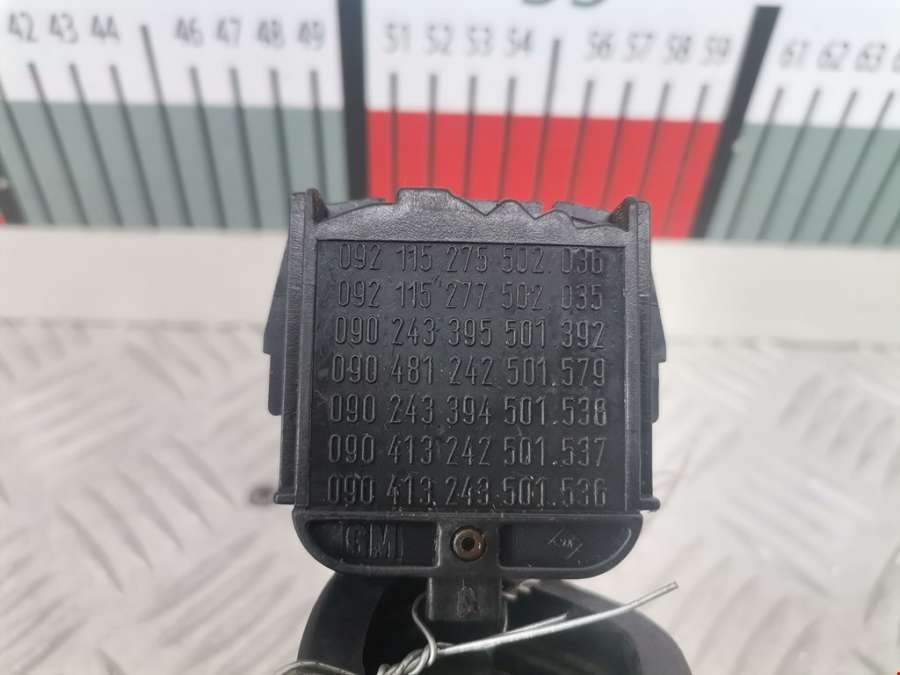 42 43 44 46 47 48 49 51 52 53 54 56 57 58 59 61 62 63
092 115 275 502.036
092 115 277 502.035
090 243 395 501.392
090 481 242 501.579
090 243 394 501.538
090 413 242 501.537
090 413 243 501.536
GM
A